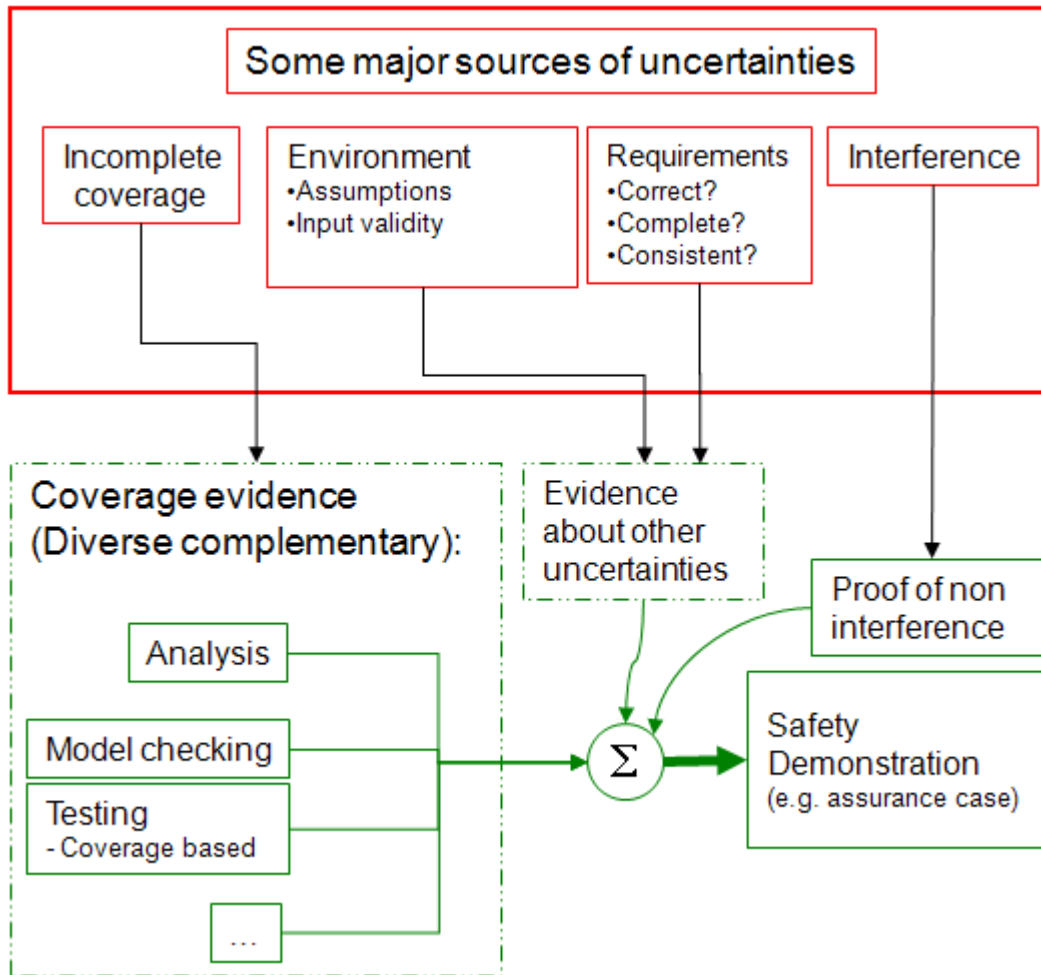 Some major sources of uncertainties
Incomplete
coverage
Environment
•Assumptions
•Input validity
Requirements
•Correct?
•Complete?
•Consistent?
Interference
Coverage evidence
(Diverse complementary):
Evidence
about other
uncertainties
Proof of non
interference
Analysis
Model checking
Testing
- Coverage based
...
Σ
Safety
Demonstration
(e.g. assurance case)